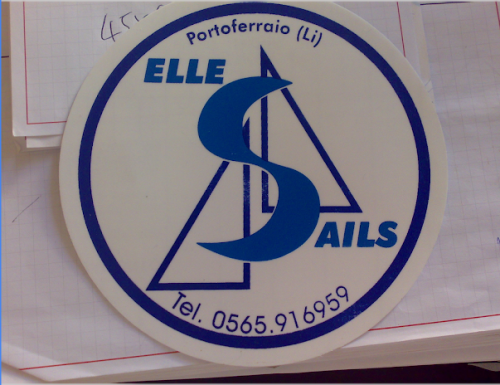 Portoferraio (Li)
ELLE
SAILS
Tel. 0565.916959